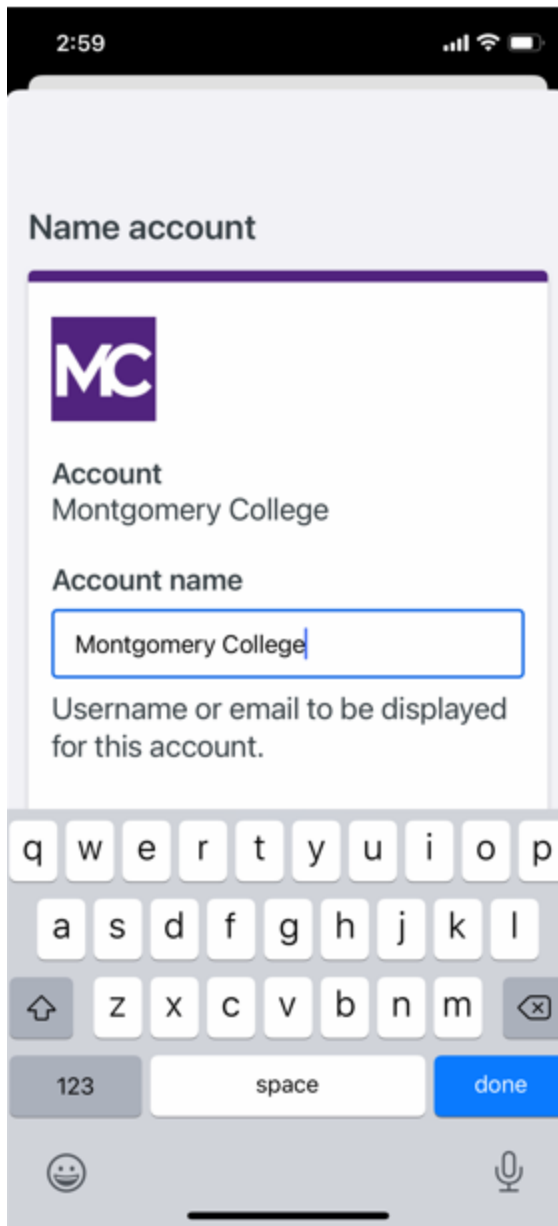 2:59
Name account
MC
Account
Montgomery College
Account name
Montgomery College
Username or email to be displayed
for this account.
q w e r t y u i o p
a s d f g h j k l
z x c v b n m
123 space done